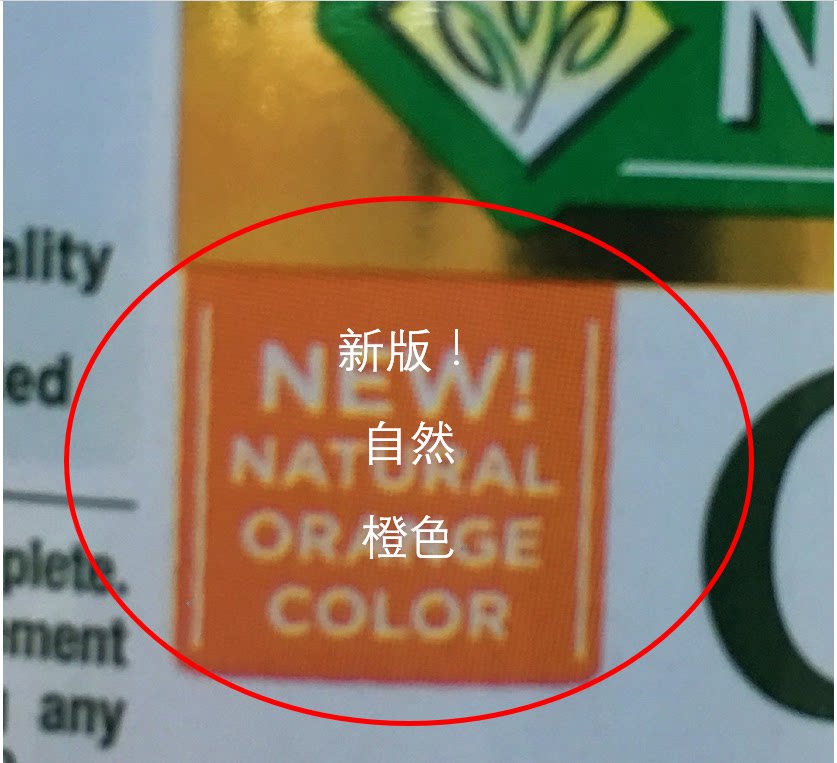 N
ality
ed
新版！
NEW!
自然
NATURAL
橙色
ORANGE
COLOR
plete.
ement
any